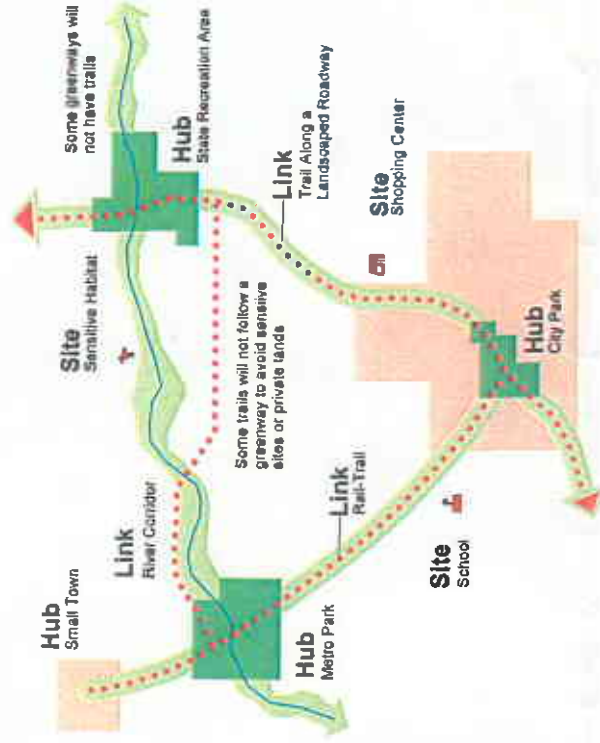 Hub
Small Town
Link
River Corridor
Site
Sensitive Habitat
Some greenways will
not have trails
Hub
State Recreation Area
Some trails will not follow a
greenway to avoid sensitive
sites or private lands
Link
Trail Along a
Landscaped Roadway
Hub
Metro Park
Link
Rail-Trail
Site
Shopping Center
Site
School
Hub
City Park